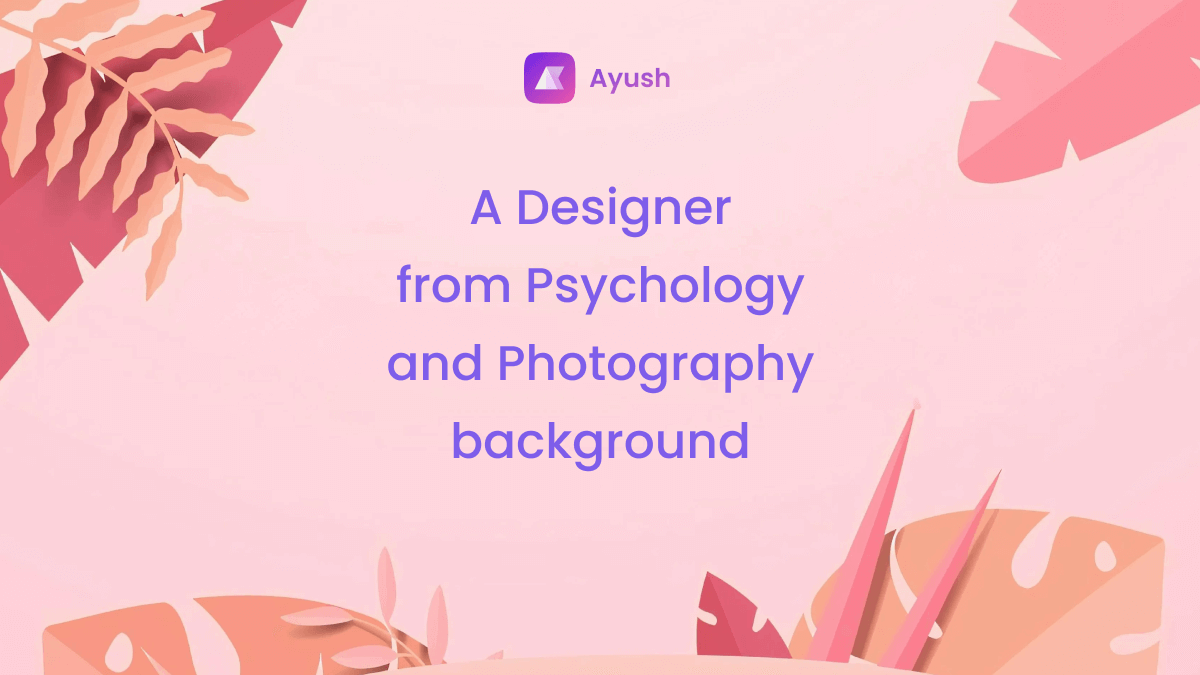 Ayush
A Designer
from Psychology
and Photography
background